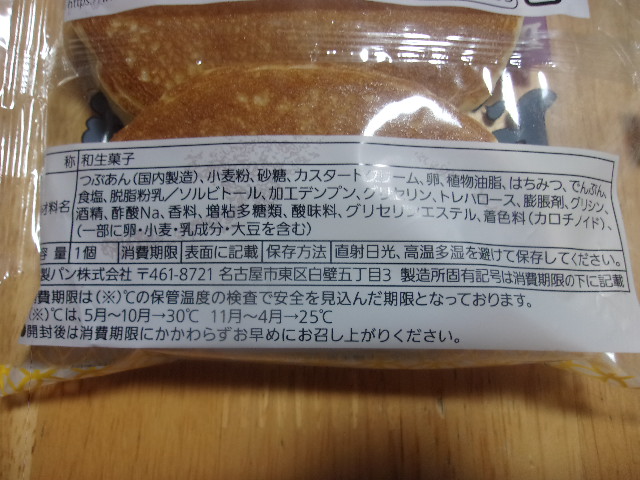 称 和生菓子
つぶあん(国内製造)、小麦粉、砂糖、カスタードクリーム、卵、植物油脂、はちみつ、でんぷん、
食塩、脱脂粉乳/ソルビトール、加工デンプン、グリセリン、トレハロース、膨脹剤、グリシン、
材料名
酒精、酢酸Na、香料、増粘多糖類、酸味料、グリセリンエステル、着色料(カロチノイド)、
(一部に卵・小麦・乳成分・大豆を含む)
容量 1個 消費期限 表面に記載 保存方法 直射日光、高温多湿を避けて保存してください。
製パン株式会社 〒461-8721 名古屋市東区白壁五丁目3 製造所固有記号は消費期限の下に記載
費期限は(※)℃の保管温度の検査で安全を見込んだ期限となっております。
(※)℃は、5月~10月→30℃ 11月~4月→25℃
開封後は消費期限にかかわらずお早めにお召し上がりください。